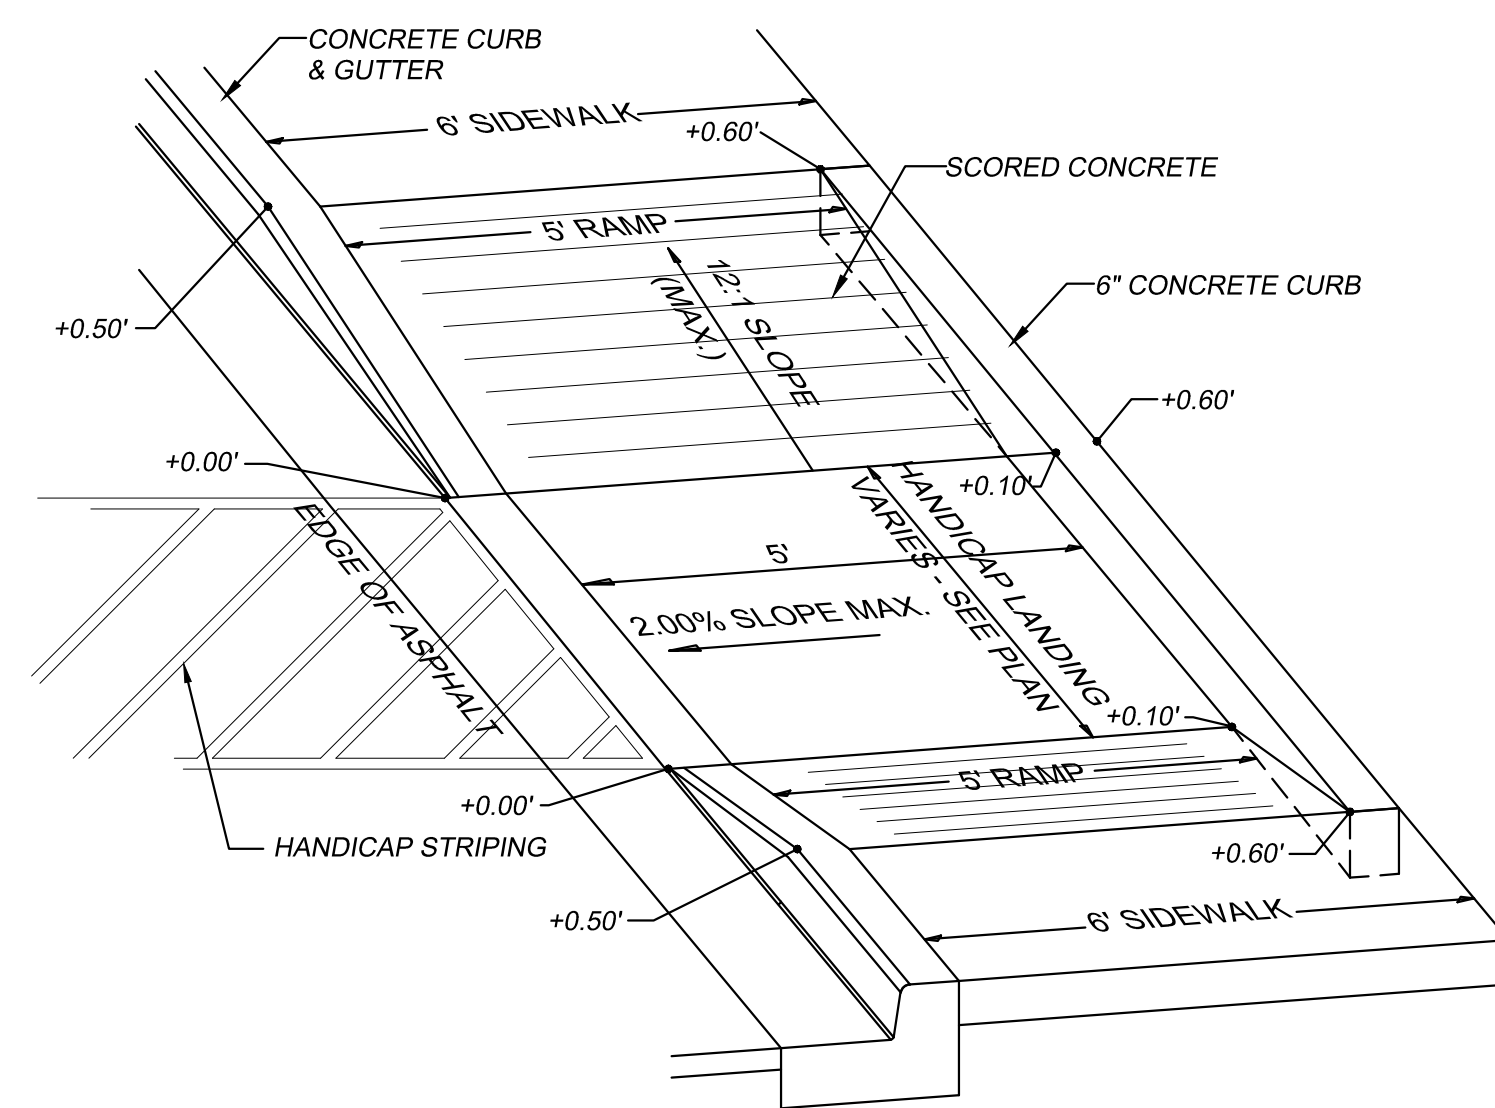 CONCRETE CURB
& GUTTER
6' SIDEWALK
+0.60'
SCORED CONCRETE
5' RAMP
12:1 SLOPE
(MAX.)
6" CONCRETE CURB
+0.50'
+0.60'
+0.00'
+0.10'
HANDICAP LANDING
VARIES - SEE PLAN
EDGE OF ASPHALT
5'
2.00% SLOPE MAX.
+0.10'
5' RAMP
+0.00'
HANDICAP STRIPING
+0.60'
+0.50'
6' SIDEWALK